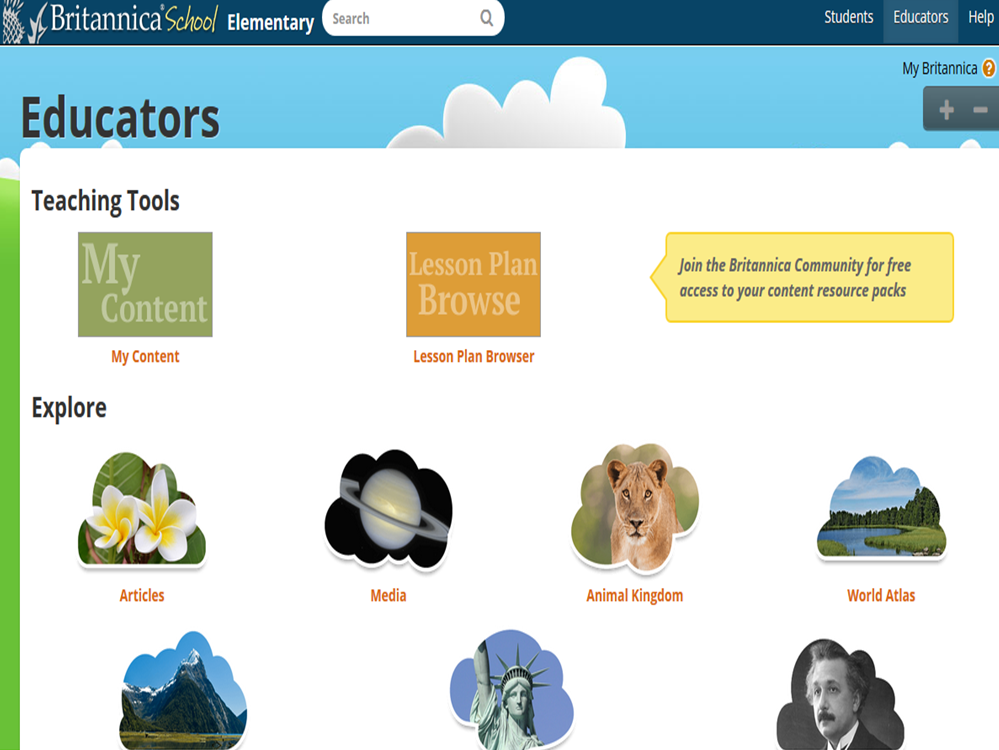 Britannica® School Elementary
Search
Students
Educators
Help
My Britannica ?
Educators
+ −
Teaching Tools
My
Content
Lesson Plan
Browse
Join the Britannica Community for free
access to your content resource packs
My Content
Lesson Plan Browser
Explore
Articles
Media
Animal Kingdom
World Atlas